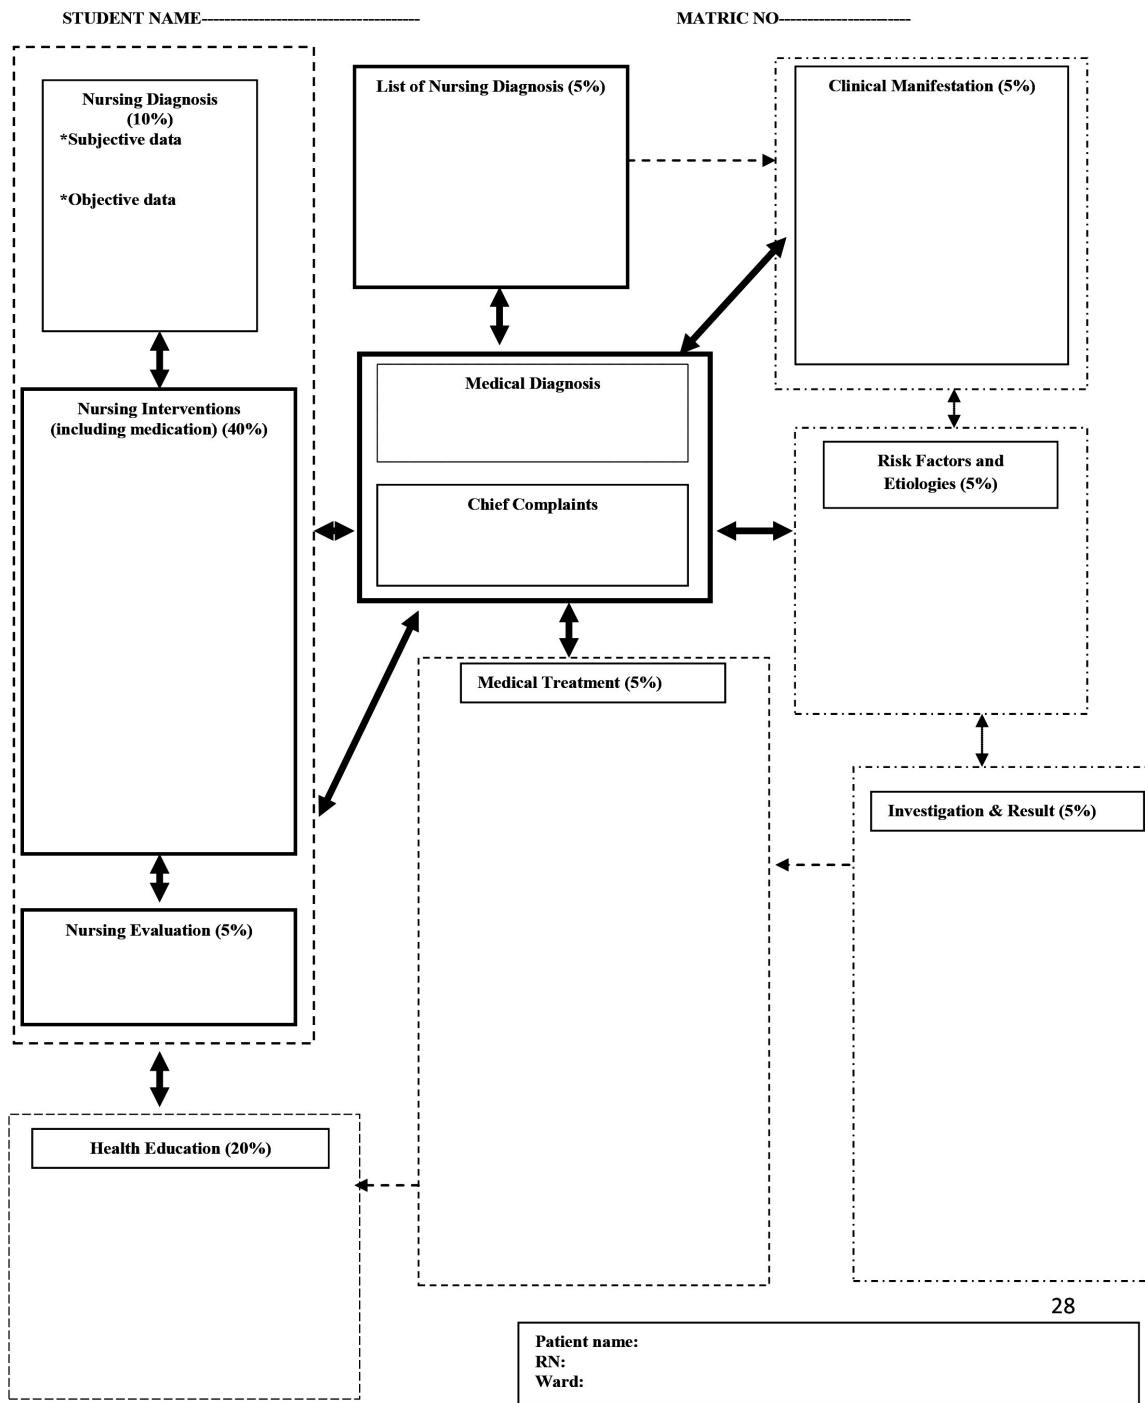 STUDENT NAME-------------------------------------- MATRIC NO-----------------------
Nursing Diagnosis
(10%)
*Subjective data
*Objective data
List of Nursing Diagnosis (5%)
Clinical Manifestation (5%)
Nursing Interventions
(including medication) (40%)
Medical Diagnosis
Chief Complaints
Risk Factors and
Etiologies (5%)
Medical Treatment (5%)
Investigation & Result (5%)
Nursing Evaluation (5%)
Health Education (20%)
28
Patient name:
RN:
Ward: